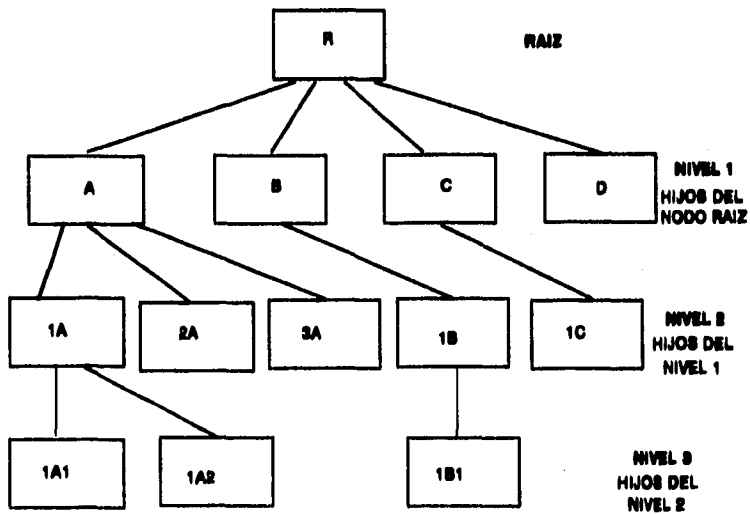 R
RAIZ
A
B
C
D
NIVEL 1
HIJOS DEL
NODO RAIZ
1A
2A
3A
1B
1C
NIVEL 2
HIJOS DEL
NIVEL 1
1A1
1A2
1B1
NIVEL 3
HIJOS DEL
NIVEL 2